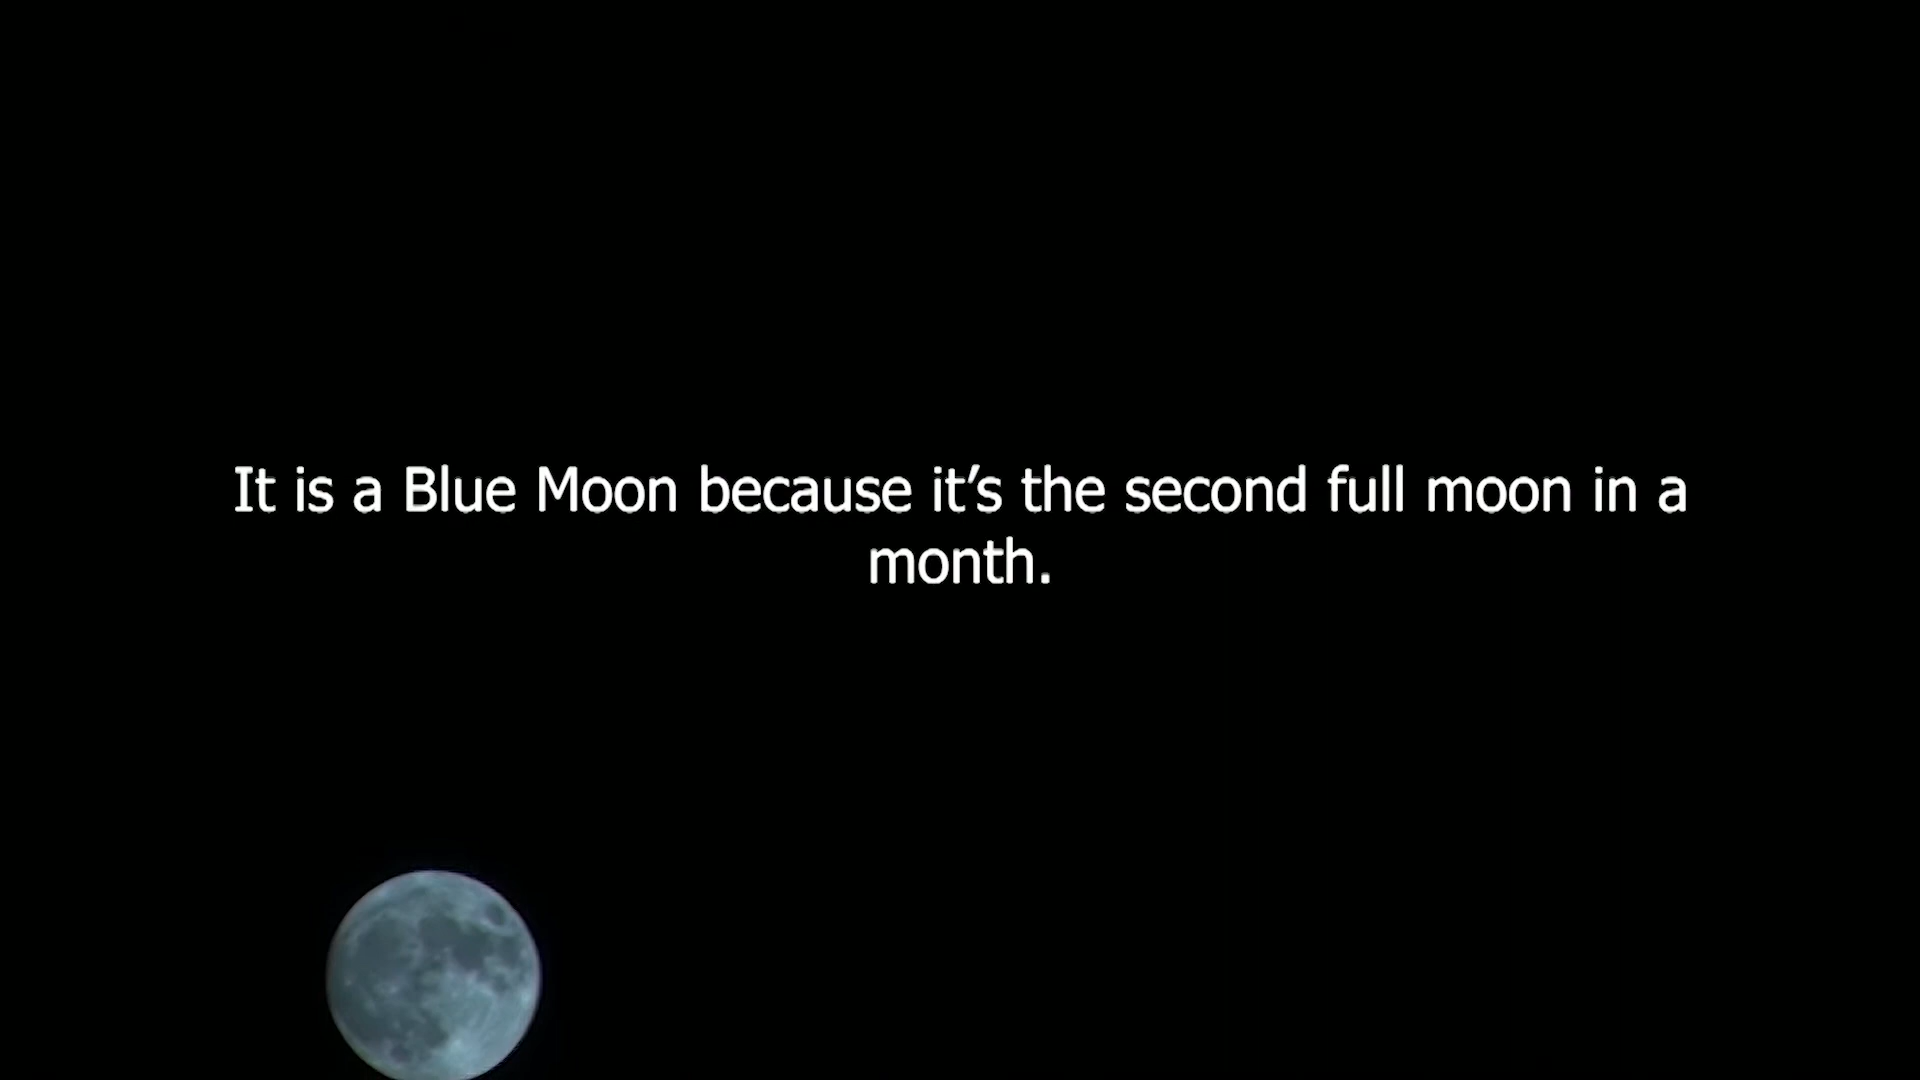 It is a Blue Moon because it’s the second full moon in a
month.